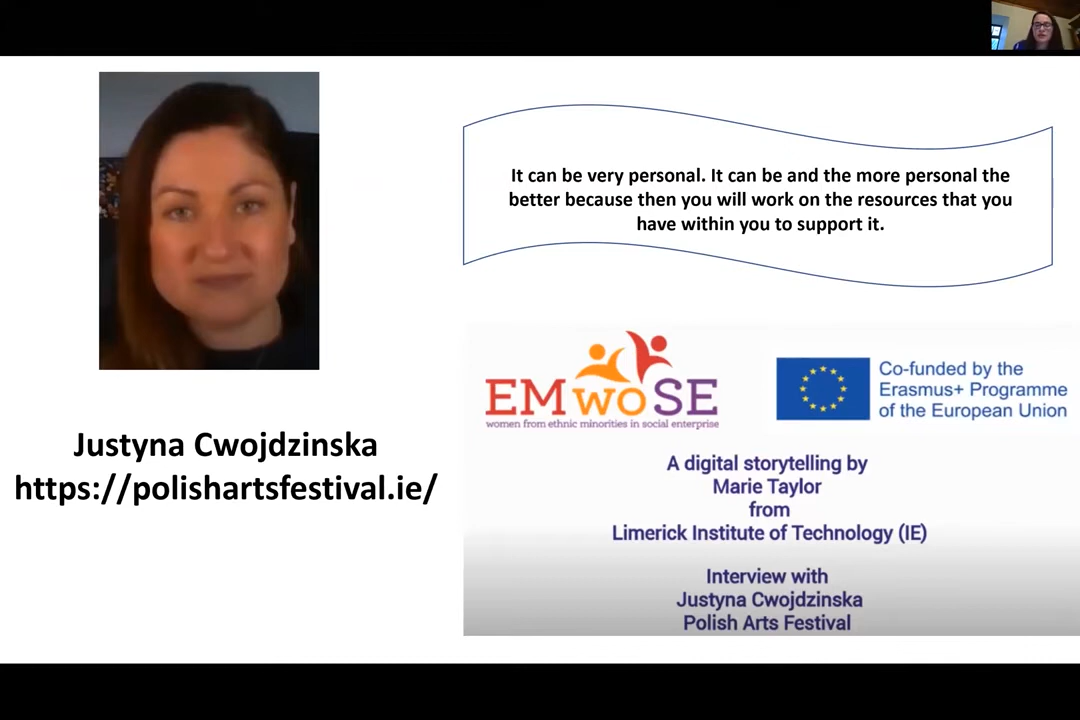 It can be very personal. It can be and the more personal the
better because then you will work on the resources that you
have within you to support it.
Justyna Cwojdzinska
https://polishartsfestival.ie/
EMwoSE
women from ethnic minorities in social enterprise
Co-funded by the
Erasmus+ Programme
of the European Union
A digital storytelling by
Marie Taylor
from
Limerick Institute of Technology (IE)
Interview with
Justyna Cwojdzinska
Polish Arts Festival